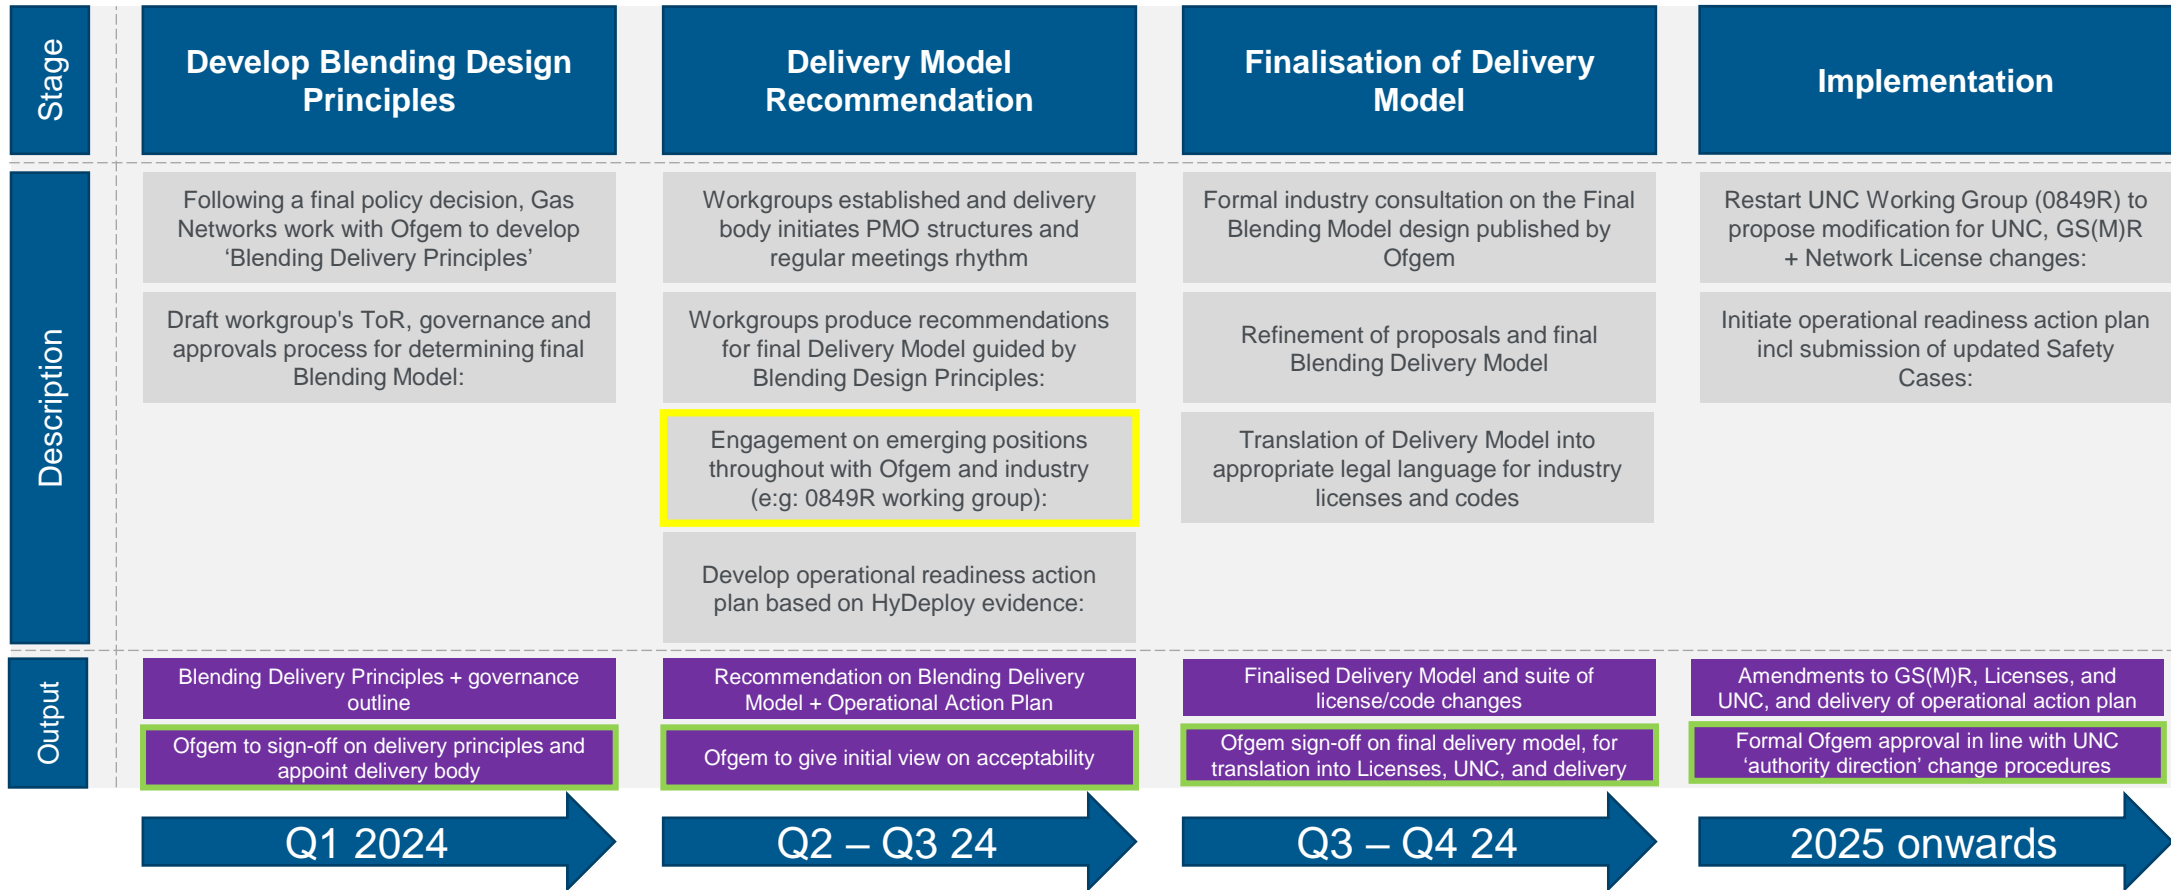 Stage
Develop Blending Design
Principles
Delivery Model
Recommendation
Finalisation of Delivery
Model
Implementation
Description
Following a final policy decision, Gas
Networks work with Ofgem to develop
‘Blending Delivery Principles’
Draft workgroup's ToR, governance and
approvals process for determining final
Blending Model:
Workgroups established and delivery
body initiates PMO structures and
regular meetings rhythm
Workgroups produce recommendations
for final Delivery Model guided by
Blending Design Principles:
Engagement on emerging positions
throughout with Ofgem and industry
(e:g: 0849R working group):
Develop operational readiness action
plan based on HyDeploy evidence:
Formal industry consultation on the Final
Blending Model design published by
Ofgem
Refinement of proposals and final
Blending Delivery Model
Translation of Delivery Model into
appropriate legal language for industry
licenses and codes
Restart UNC Working Group (0849R) to
propose modification for UNC, GS(M)R
+ Network License changes:
Initiate operational readiness action plan
incl submission of updated Safety
Cases:
Output
Blending Delivery Principles + governance
outline
Ofgem to sign-off on delivery principles and
appoint delivery body
Recommendation on Blending Delivery
Model + Operational Action Plan
Ofgem to give initial view on acceptability
Finalised Delivery Model and suite of
license/code changes
Ofgem sign-off on final delivery model, for
translation into Licenses, UNC, and delivery
Amendments to GS(M)R, Licenses, and
UNC, and delivery of operational action plan
Formal Ofgem approval in line with UNC
‘authority direction’ change procedures
Q1 2024
Q2 – Q3 24
Q3 – Q4 24
2025 onwards